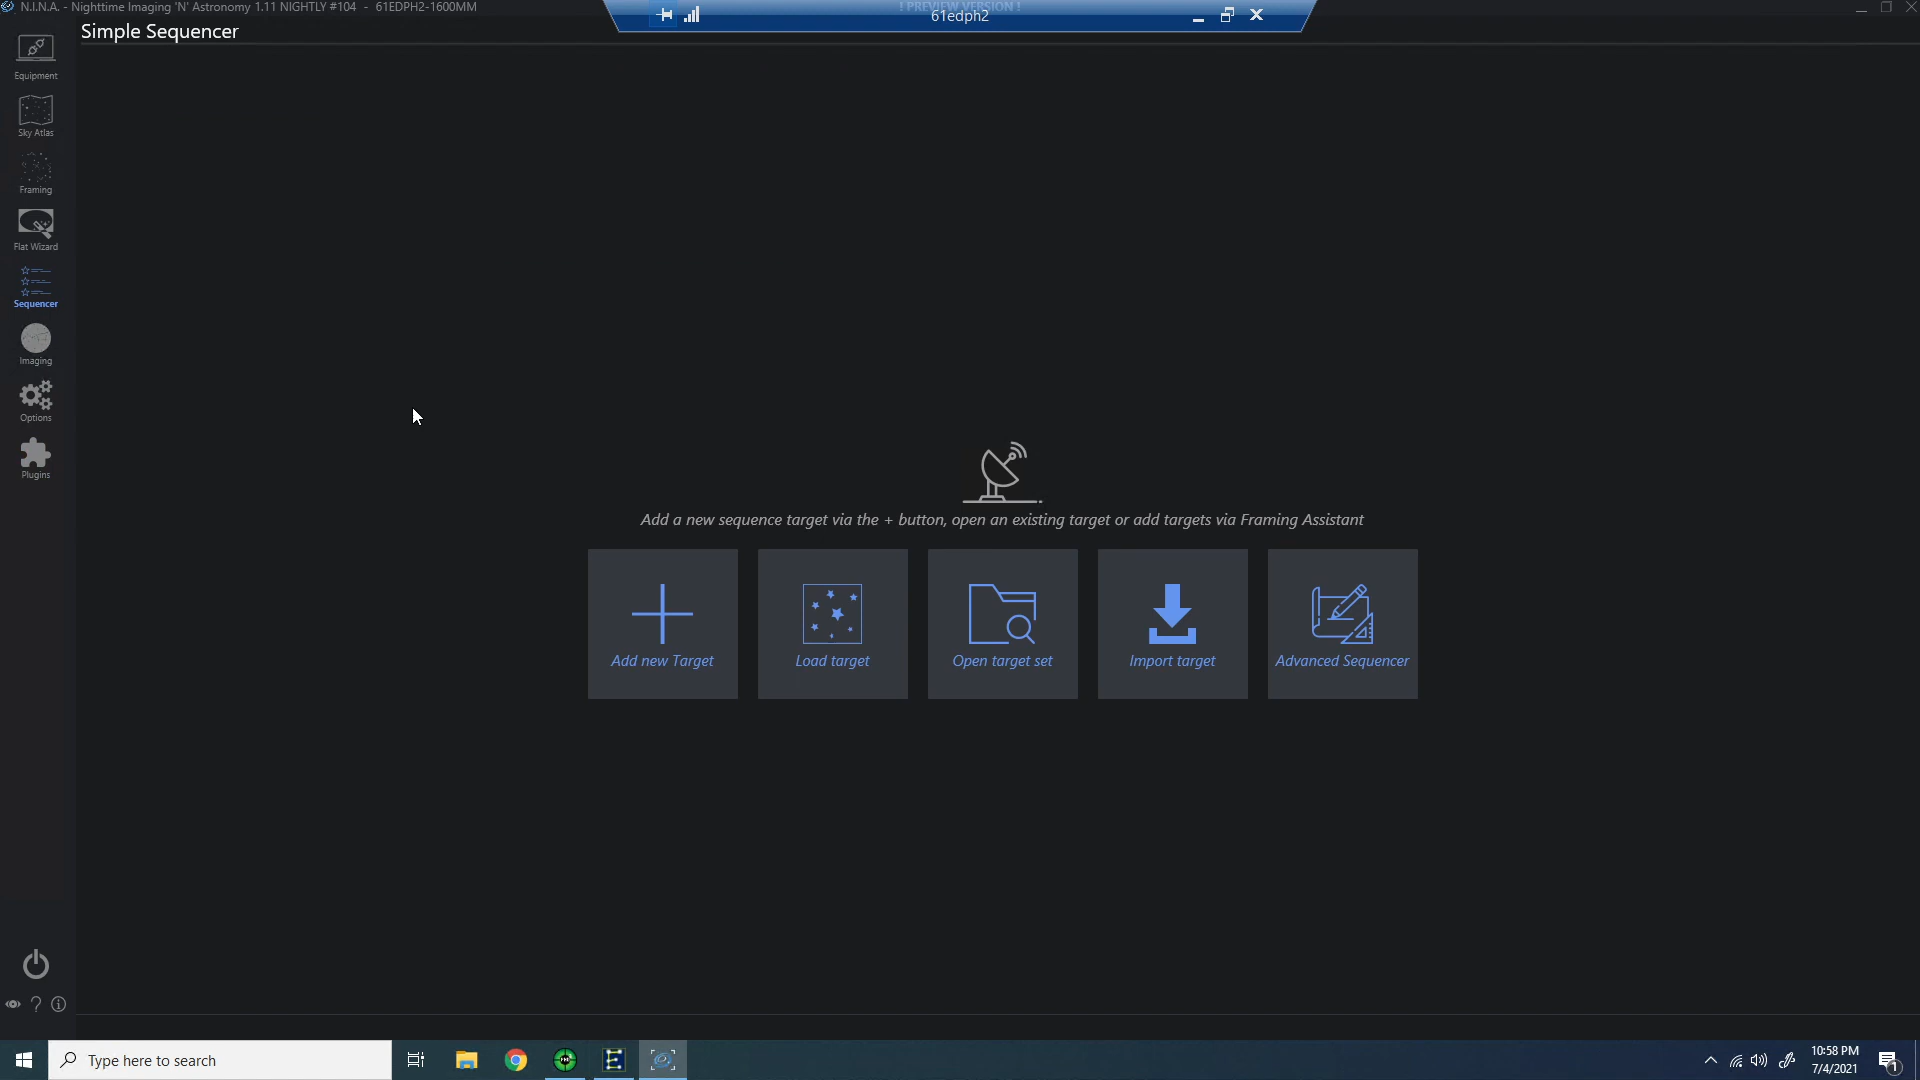 N.I.N.A. - Nighttime Imaging 'N' Astronomy 1.11 NIGHTLY #104 - 61EDPH2-1600MM
! PREVIEW VERSION !
61edph2
Simple Sequencer
Equipment
Sky Atlas
Framing
Flat Wizard
Sequencer
Imaging
Options
Plugins
Add a new sequence target via the + button, open an existing target or add targets via Framing Assistant
Add new Target
Load target
Open target set
Import target
Advanced Sequencer
Type here to search
10:58 PM
7/4/2021
1